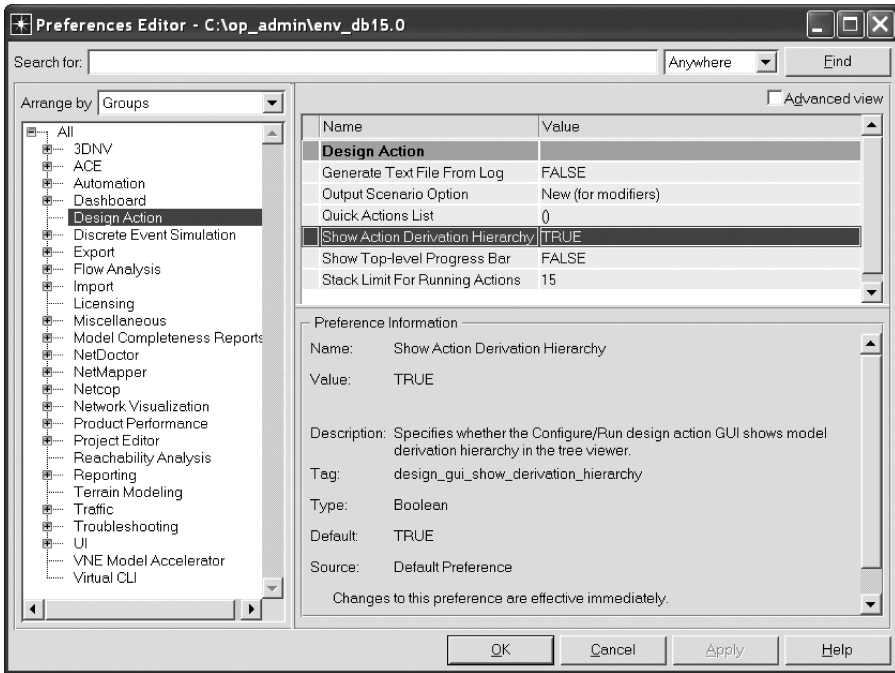 Preferences Editor - C:\op_admin\env_db15.0
Search for: Anywhere Find
Arrange by Groups
Advanced view
All
3DNV
ACE
Automation
Dashboard
Design Action
Discrete Event Simulation
Export
Flow Analysis
Import
Licensing
Miscellaneous
Model Completeness Reports
NetDoctor
NetMapper
Netcop
Network Visualization
Product Performance
Project Editor
Reachability Analysis
Reporting
Terrain Modeling
Traffic
Troubleshooting
UI
VNE Model Accelerator
Virtual CLI
Name Value
Design Action
Generate Text File From Log FALSE
Output Scenario Option New (for modifiers)
Quick Actions List ()
Show Action Derivation Hierarchy TRUE
Show Top-level Progress Bar FALSE
Stack Limit For Running Actions 15
Preference Information
Name: Show Action Derivation Hierarchy
Value: TRUE
Description: Specifies whether the Configure/Run design action GUI shows model
derivation hierarchy in the tree viewer.
Tag: design_gui_show_derivation_hierarchy
Type: Boolean
Default: TRUE
Source: Default Preference
Changes to this preference are effective immediately.
OK Cancel Apply Help